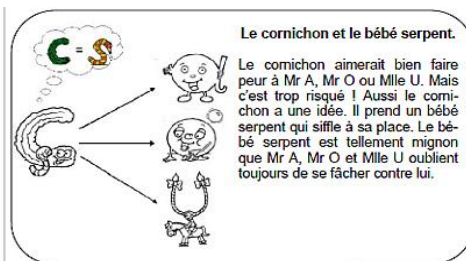 C = S
Le cornichon et le bébé serpent.
Le cornichon aimerait bien faire
peur à Mr A, Mr O ou Mlle U. Mais
c'est trop risqué ! Aussi le corni-
chon a une idée. Il prend un bébé
serpent qui siffle à sa place. Le bé-
bé serpent est tellement mignon
que Mr A, Mr O et Mlle U oublient
toujours de se fâcher contre lui.